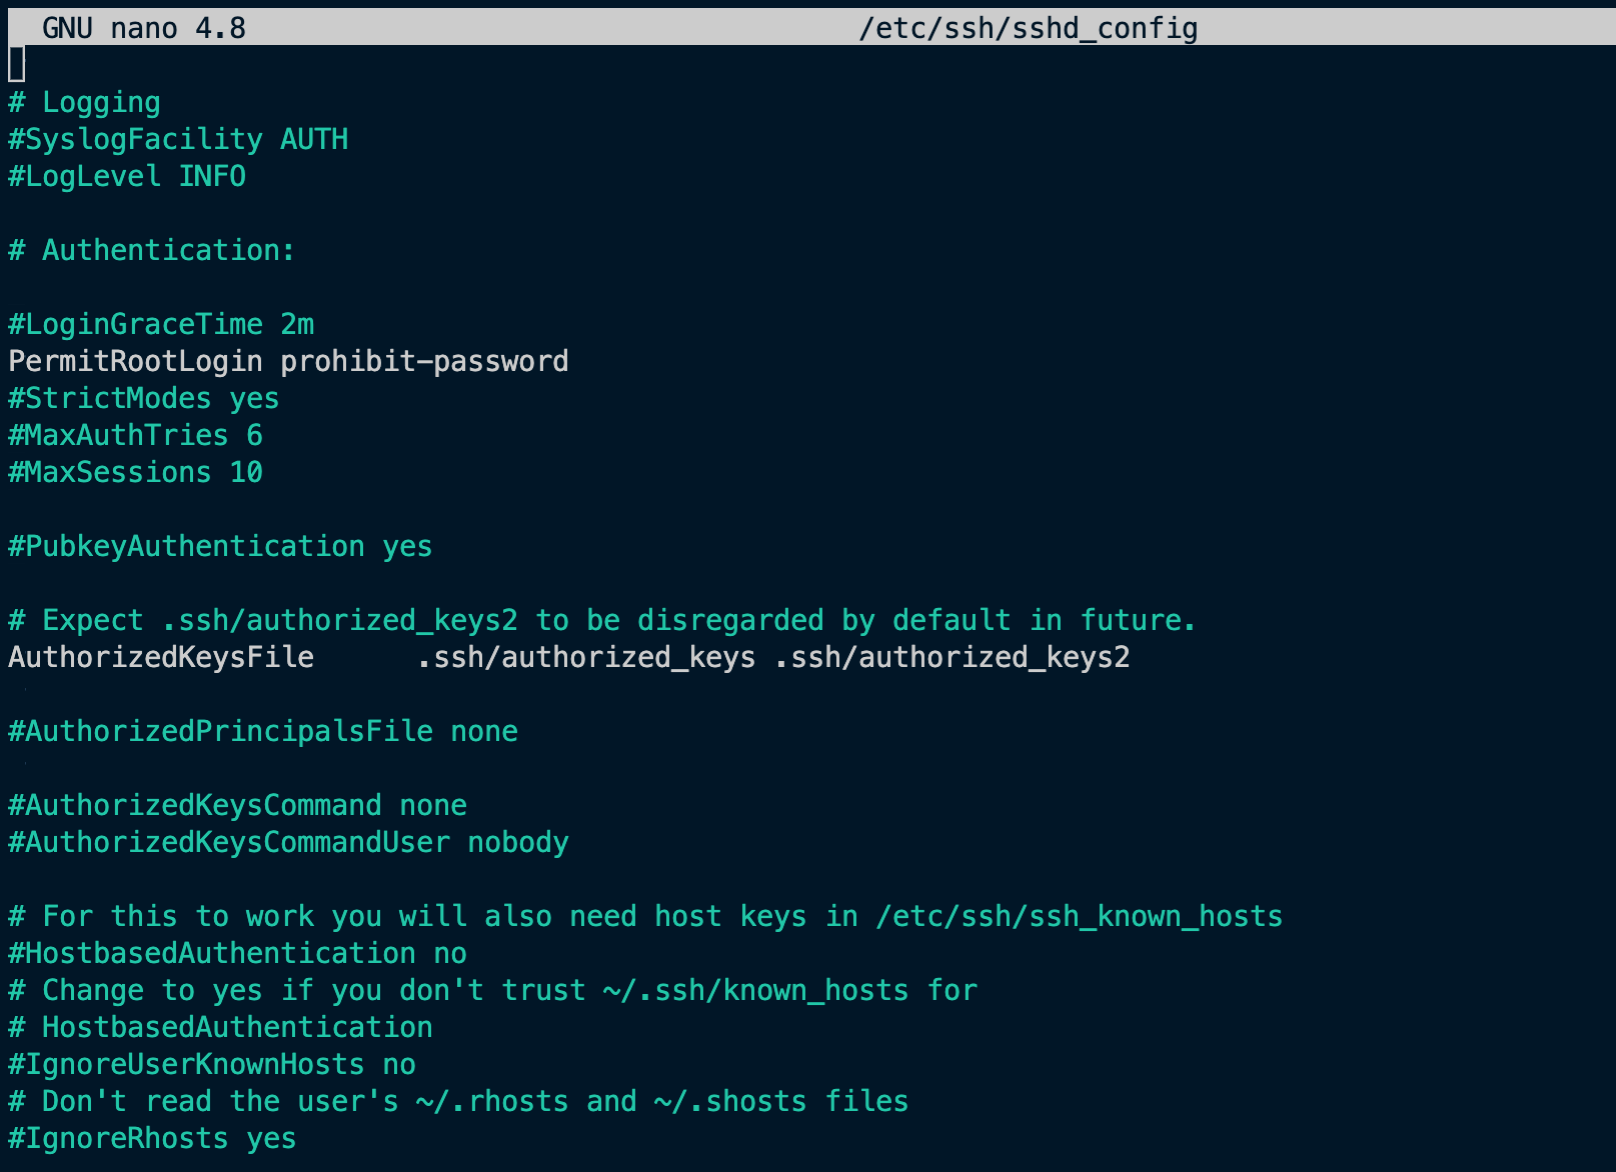 GNU nano 4.8 /etc/ssh/sshd_config
# Logging
#SyslogFacility AUTH
#LogLevel INFO
# Authentication:
#LoginGraceTime 2m
PermitRootLogin prohibit-password
#StrictModes yes
#MaxAuthTries 6
#MaxSessions 10
#PubkeyAuthentication yes
# Expect .ssh/authorized_keys2 to be disregarded by default in future.
AuthorizedKeysFile .ssh/authorized_keys .ssh/authorized_keys2
#AuthorizedPrincipalsFile none
#AuthorizedKeysCommand none
#AuthorizedKeysCommandUser nobody
# For this to work you will also need host keys in /etc/ssh/ssh_known_hosts
#HostbasedAuthentication no
# Change to yes if you don't trust ~/.ssh/known_hosts for
# HostbasedAuthentication
#IgnoreUserKnownHosts no
# Don't read the user's ~/.rhosts and ~/.shosts files
#IgnoreRhosts yes